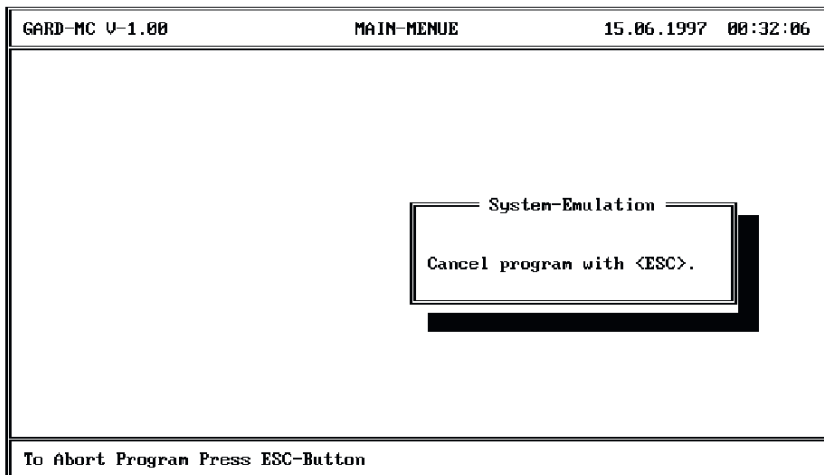 GARD-MC V-1.00 MAIN-MENUE 15.06.1997 00:32:06
System-Emulation
Cancel program with <ESC>.
To Abort Program Press ESC-Button